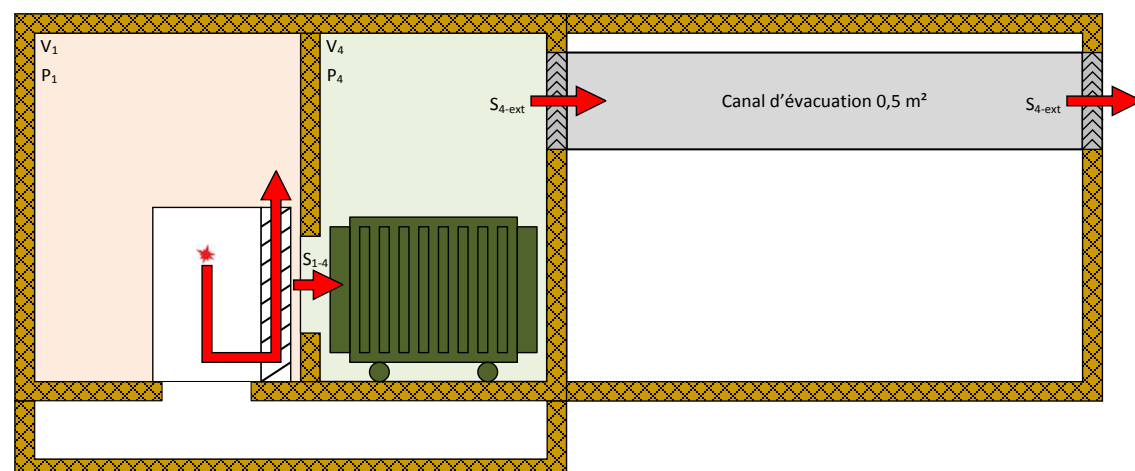 V1
P1
V4
P4
S4-ext
Canal d’évacuation 0,5 m²
S4-ext
S1-4